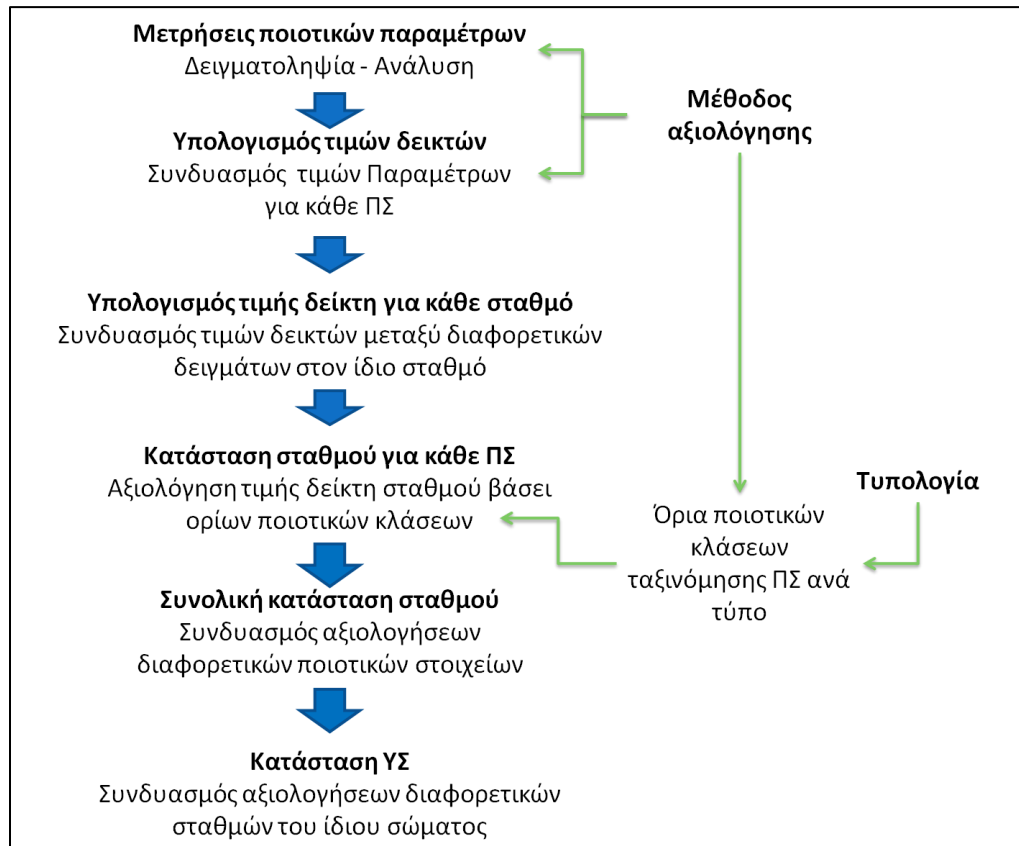 Μετρήσεις ποιοτικών παραμέτρων
Δειγματοληψία - Ανάλυση
Υπολογισμός τιμών δεικτών
Συνδυασμός τιμών Παραμέτρων
για κάθε ΠΣ
Υπολογισμός τιμής δείκτη για κάθε σταθμό
Συνδυασμός τιμών δεικτών μεταξύ διαφορετικών
δειγμάτων στον ίδιο σταθμό
Κατάσταση σταθμού για κάθε ΠΣ
Αξιολόγηση τιμής δείκτη σταθμού βάσει
ορίων ποιοτικών κλάσεων
Συνολική κατάσταση σταθμού
Συνδυασμός αξιολογήσεων
διαφορετικών ποιοτικών στοιχείων
Κατάσταση ΥΣ
Συνδυασμός αξιολογήσεων διαφορετικών
σταθμών του ίδιου σώματος
Μέθοδος
αξιολόγησης
Τυπολογία
Όρια ποιοτικών
κλάσεων
ταξινόμησης ΠΣ ανά
τύπο